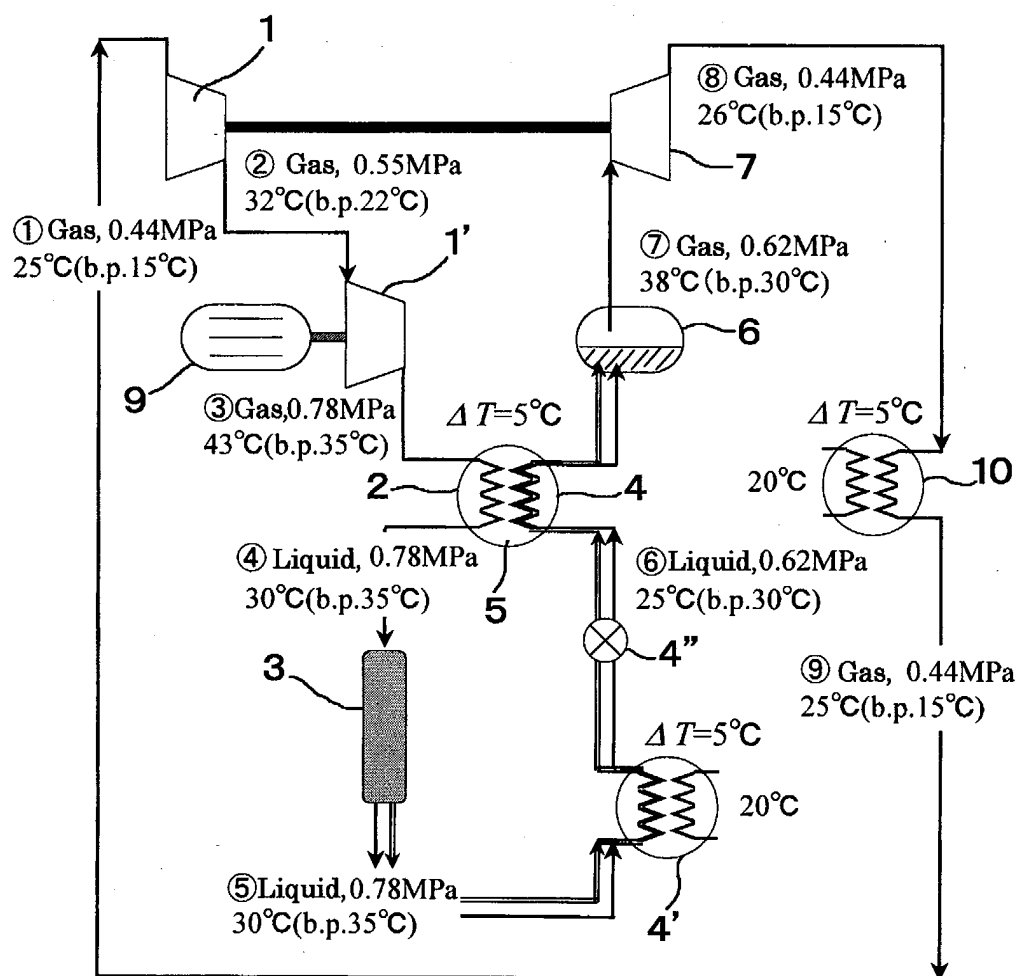 1
⑧ Gas, 0.44MPa
26℃(b.p.15℃)
7
② Gas, 0.55MPa
32℃(b.p.22℃)
① Gas, 0.44MPa
25℃(b.p.15℃)
1’
⑦ Gas, 0.62MPa
38℃(b.p.30℃)
6
9
③Gas,0.78MPa
43℃(b.p.35℃)
Δ T=5℃
Δ T=5℃
2
4
20℃
10
④ Liquid, 0.78MPa
30℃(b.p.35℃)
5
⑥Liquid,0.62MPa
25℃(b.p.30℃)
4”
3
⑨ Gas, 0.44MPa
25℃(b.p.15℃)
Δ T=5℃
20℃
⑤Liquid,0.78MPa
30℃(b.p.35℃)
4’